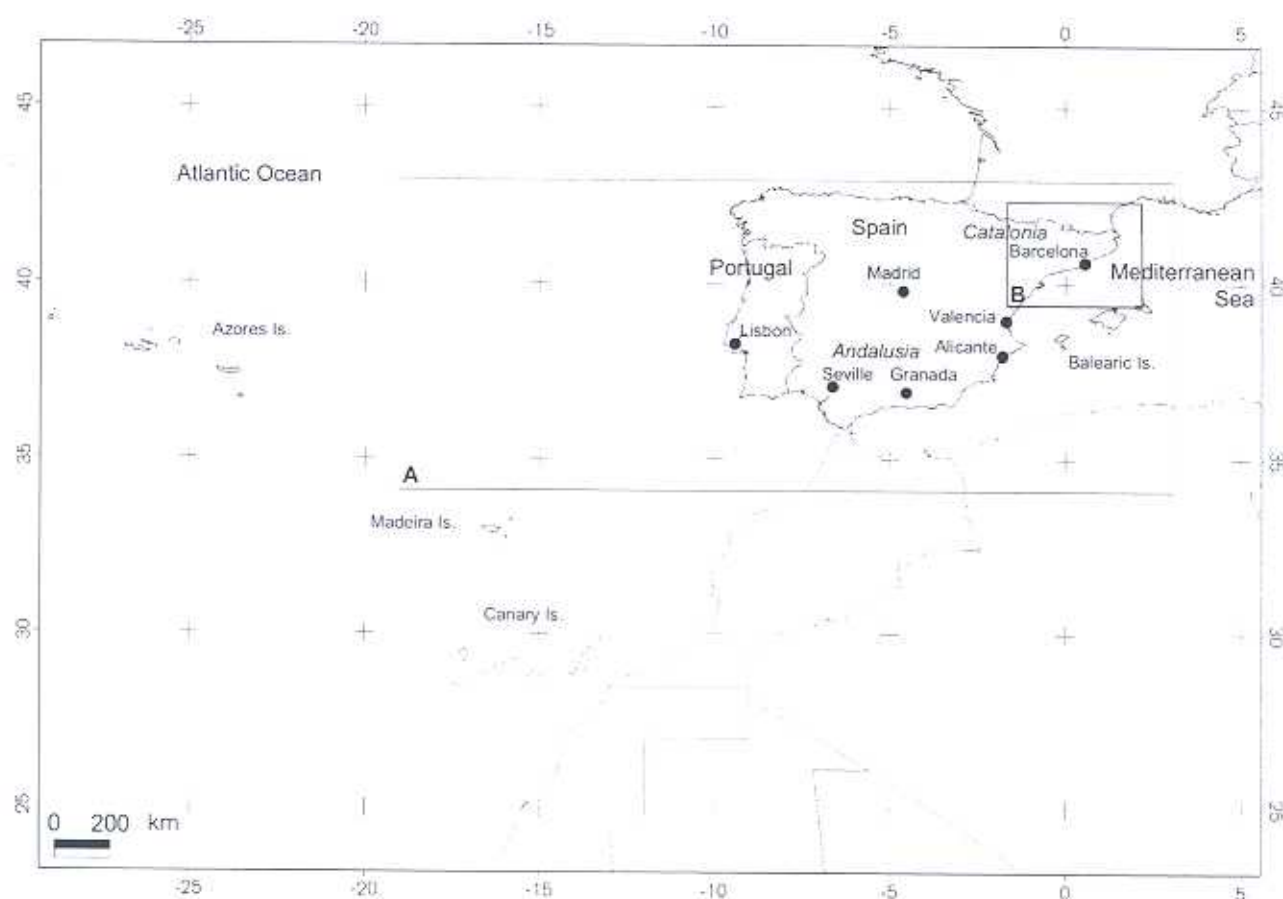 -25 -20 -15 -10 -5 0 5
45 45
Atlantic Ocean
Spain
Catalonia
Barcelona
Portugal
Madrid
Mediterranean
Sea
40 40
B
Azores Is.
Lisbon
Valencia
Andalusia
Alicante
Balearic Is.
Seville
Granada
35 35
A
Madeira Is.
Canary Is.
30 30
25 25
0 200 km
-25 -20 -15 -10 -5 0 5